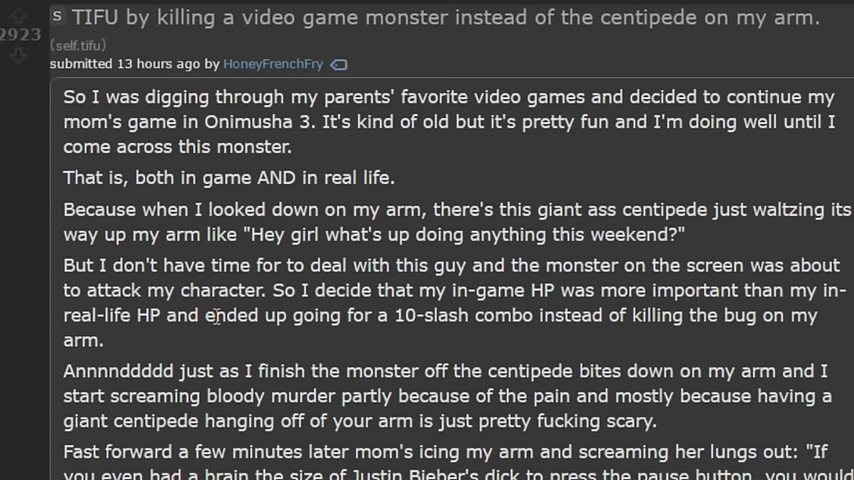 S TIFU by killing a video game monster instead of the centipede on my arm.
2923
(self.tifu)
submitted 13 hours ago by HoneyFrenchFry
So I was digging through my parents' favorite video games and decided to continue my
mom's game in Onimusha 3. It's kind of old but it's pretty fun and I'm doing well until I
come across this monster.
That is, both in game AND in real life.
Because when I looked down on my arm, there's this giant ass centipede just waltzing its
way up my arm like "Hey girl what's up doing anything this weekend?"
But I don't have time for to deal with this guy and the monster on the screen was about
to attack my character. So I decide that my in-game HP was more important than my in-
real-life HP and ended up going for a 10-slash combo instead of killing the bug on my
arm.
Annnnddddd just as I finish the monster off the centipede bites down on my arm and I
start screaming bloody murder partly because of the pain and mostly because having a
giant centipede hanging off of your arm is just pretty fucking scary.
Fast forward a few minutes later mom's icing my arm and screaming her lungs out: "If
you even had a brain the size of Justin Bieber's dick to press the pause button, you would